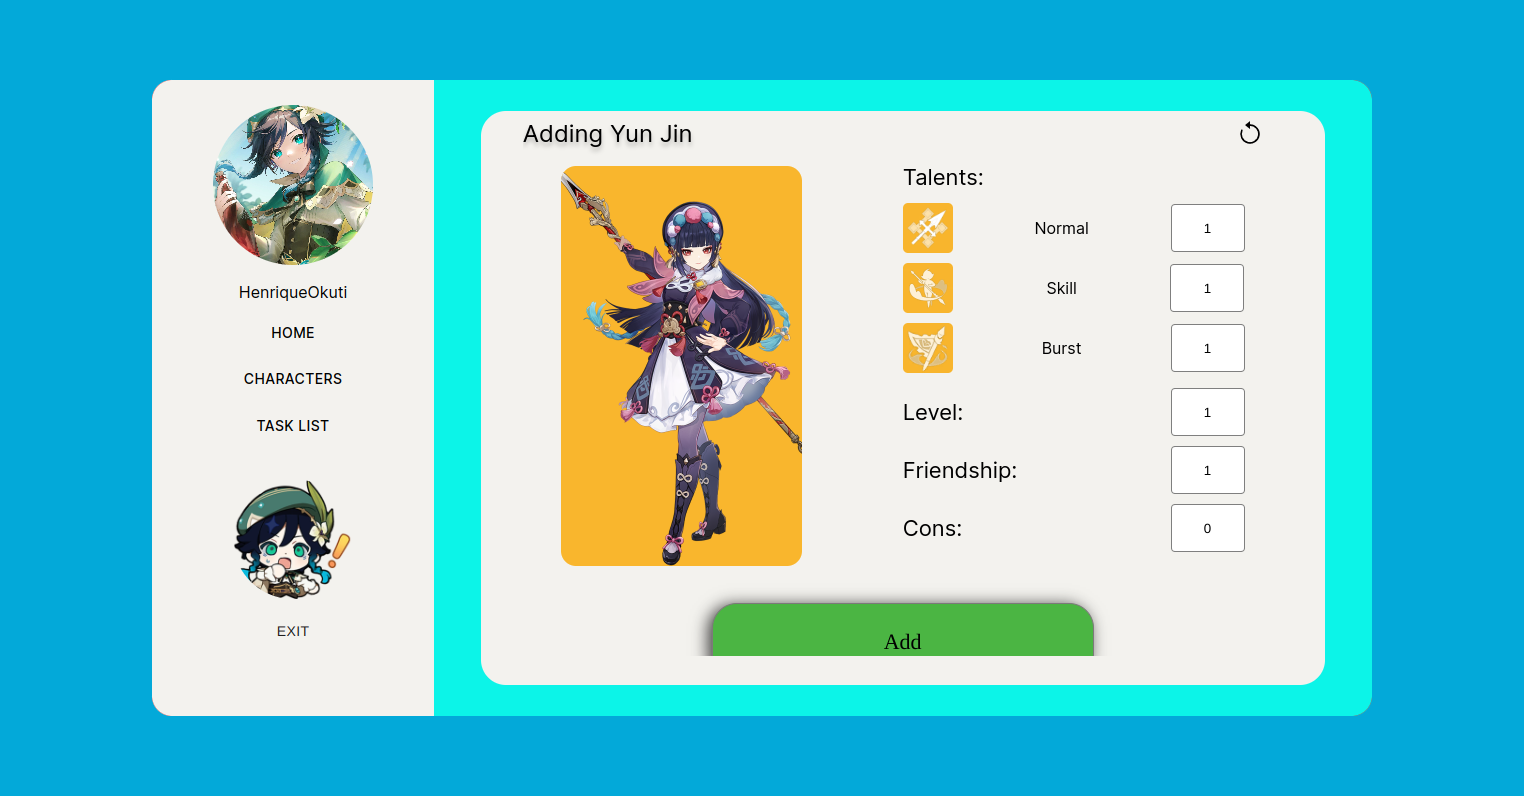 HenriqueOkuti
HOME
CHARACTERS
TASK LIST
EXIT
Adding Yun Jin
Talents:
Normal 1
Skill 1
Burst 1
Level: 1
Friendship: 1
Cons: 0
Add